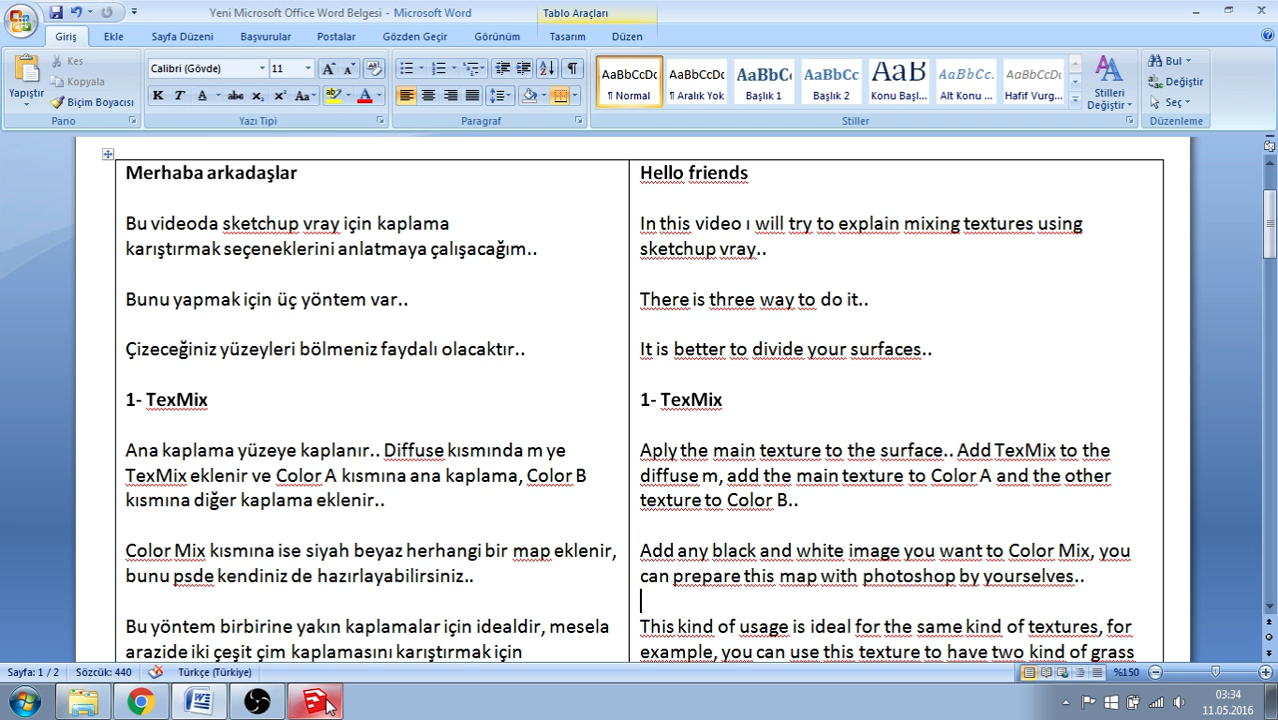 Yeni Microsoft Office Word Belgesi - Microsoft Word
Tablo Araçları
Giriş
Ekle
Sayfa Düzeni
Başvurular
Postalar
Gözden Geçir
Görünüm
Tasarım
Düzen
Yapıştır
Kes
Kopyala
Biçim Boyacısı
Pano
Calibri (Gövde)
11
Yazı Tipi
Paragraf
AaBbCcDc
¶ Normal
AaBbCcDc
¶ Aralık Yok
AaBbCc
Başlık 1
AaBbCc
Başlık 2
AaB
Konu Başl...
AaBbCc
Alt Konu ...
AaBbCcDc
Hafif Vurg...
Stilleri
Değiştir
Stiller
Bul
Değiştir
Seç
Düzenleme
Merhaba arkadaşlar
Bu videoda sketchup vray için kaplama
karıştırmak seçeneklerini anlatmaya çalışacağım..
Bunu yapmak için üç yöntem var..
Çizeceğiniz yüzeyleri bölmeniz faydalı olacaktır..
1- TexMix
Ana kaplama yüzeye kaplanır.. Diffuse kısmında m ye
TexMix eklenir ve Color A kısmına ana kaplama, Color B
kısmına diğer kaplama eklenir..
Color Mix kısmına ise siyah beyaz herhangi bir map eklenir,
bunu psde kendiniz de hazırlayabilirsiniz..
Bu yöntem birbirine yakın kaplamalar için idealdir, mesela
arazide iki çeşit çim kaplamasını karıştırmak için
Hello friends
In this video ı will try to explain mixing textures using
sketchup vray..
There is three way to do it..
It is better to divide your surfaces..
1- TexMix
Aply the main texture to the surface.. Add TexMix to the
diffuse m, add the main texture to Color A and the other
texture to Color B..
Add any black and white image you want to Color Mix, you
can prepare this map with photoshop by yourselves..
This kind of usage is ideal for the same kind of textures, for
example, you can use this texture to have two kind of grass
Sayfa: 1 / 2
Sözcük: 440
Türkçe (Türkiye)
%150
03:34
11.05.2016